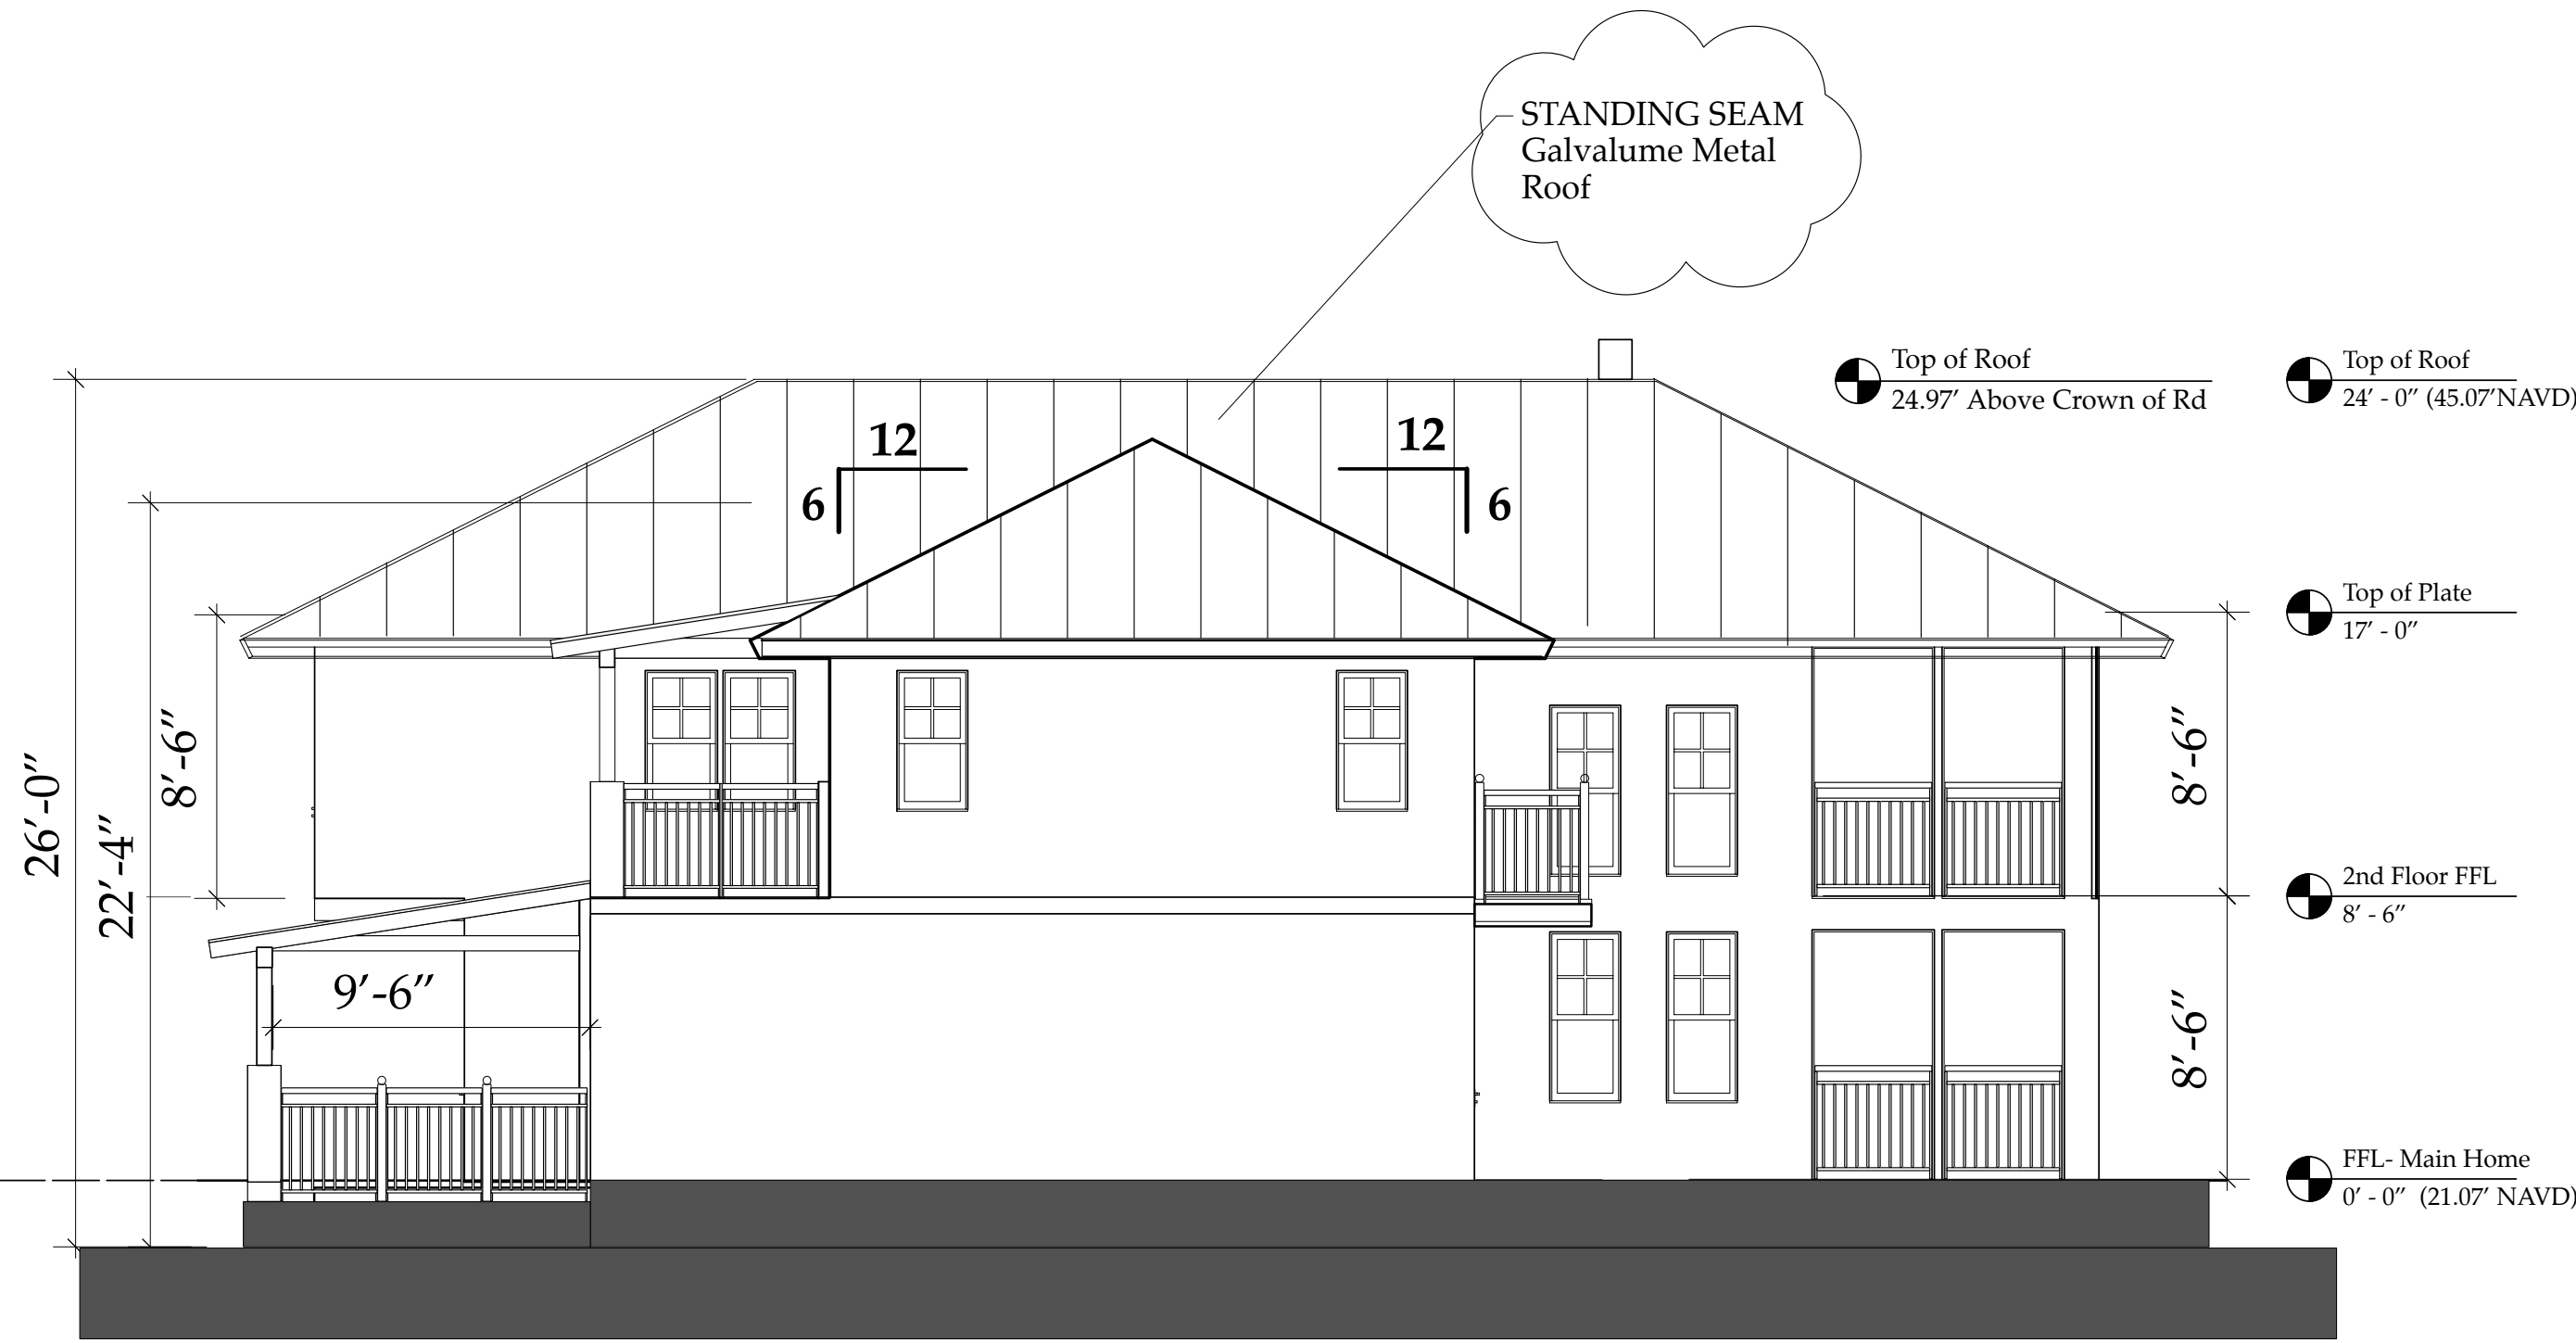 STANDING SEAM
Galvalume Metal
Roof
Top of Roof
24.97′ Above Crown of Rd
Top of Roof
24′ - 0″ (45.07′NAVD)
12
6
12
6
Top of Plate
17′ - 0″
26′-0″
22′-4″
8′-6″
8′-6″
2nd Floor FFL
8′ - 6″
9′-6″
8′-6″
FFL- Main Home
0′ - 0″ (21.07′ NAVD)